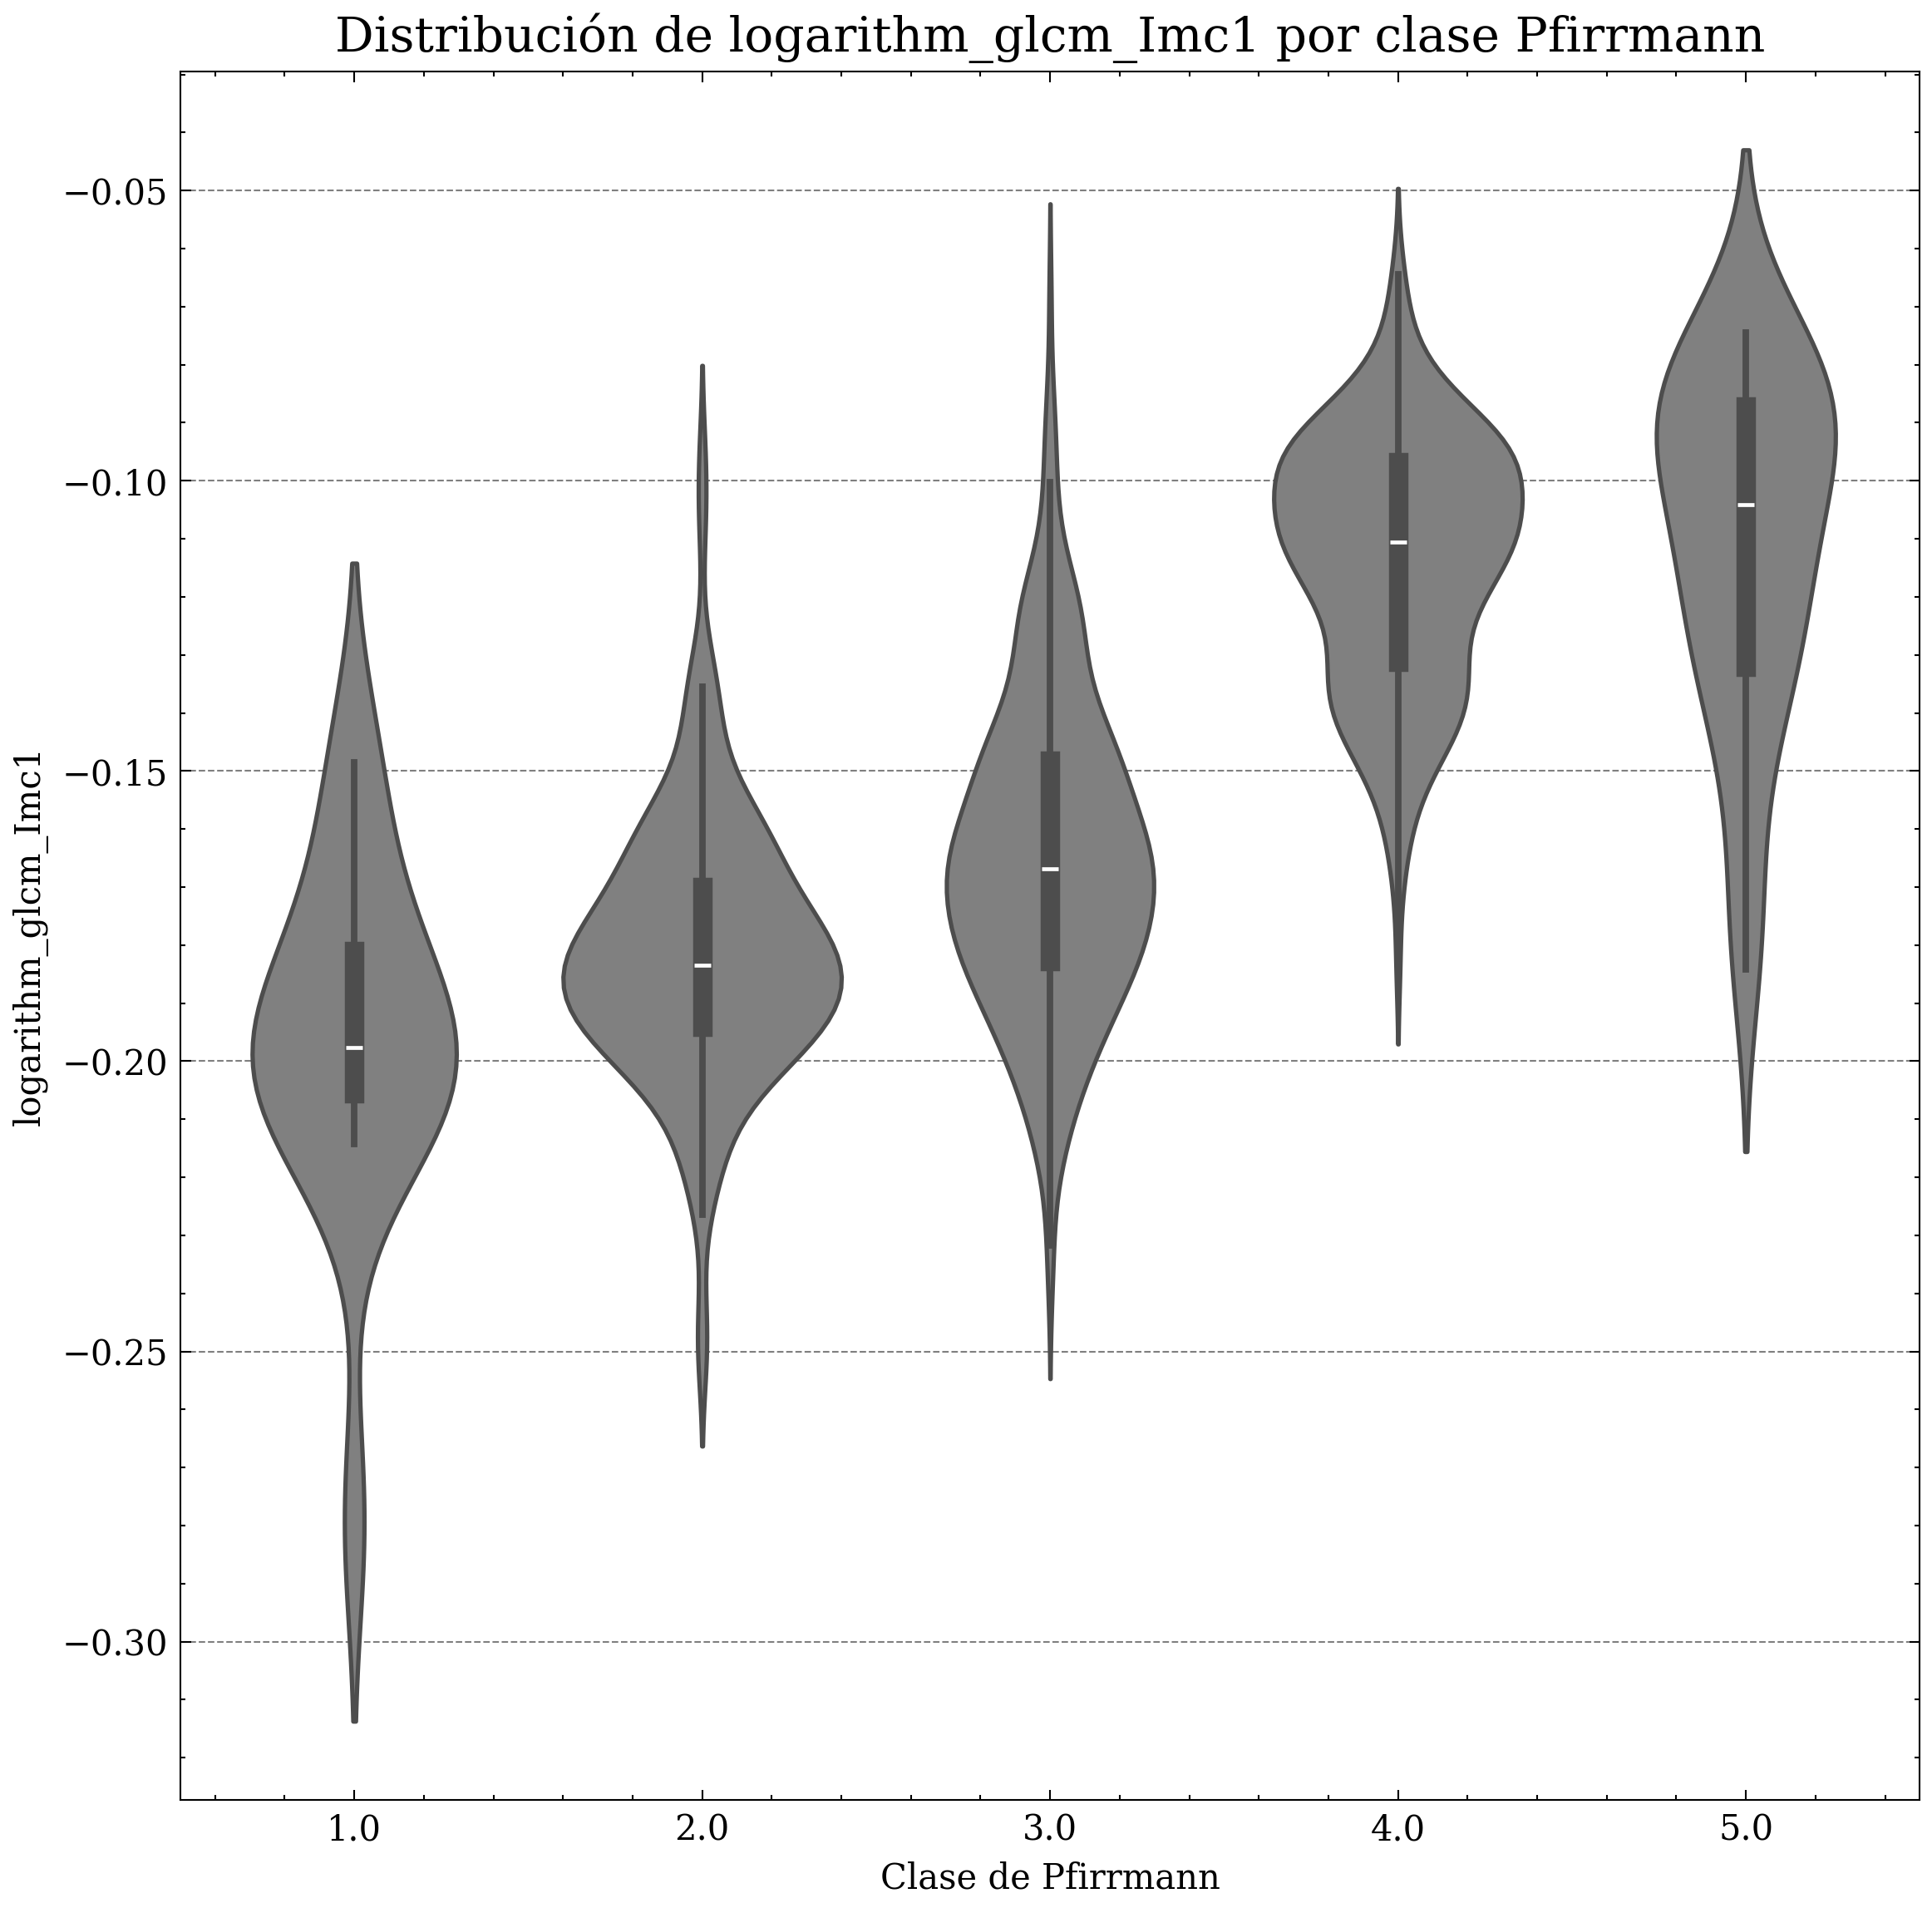 Distribución de logarithm_glcm_Imc1 por clase Pfirrmann
logarithm_glcm_Imc1
−0.05
−0.10
−0.15
−0.20
−0.25
−0.30
1.0 2.0 3.0 4.0 5.0
Clase de Pfirrmann